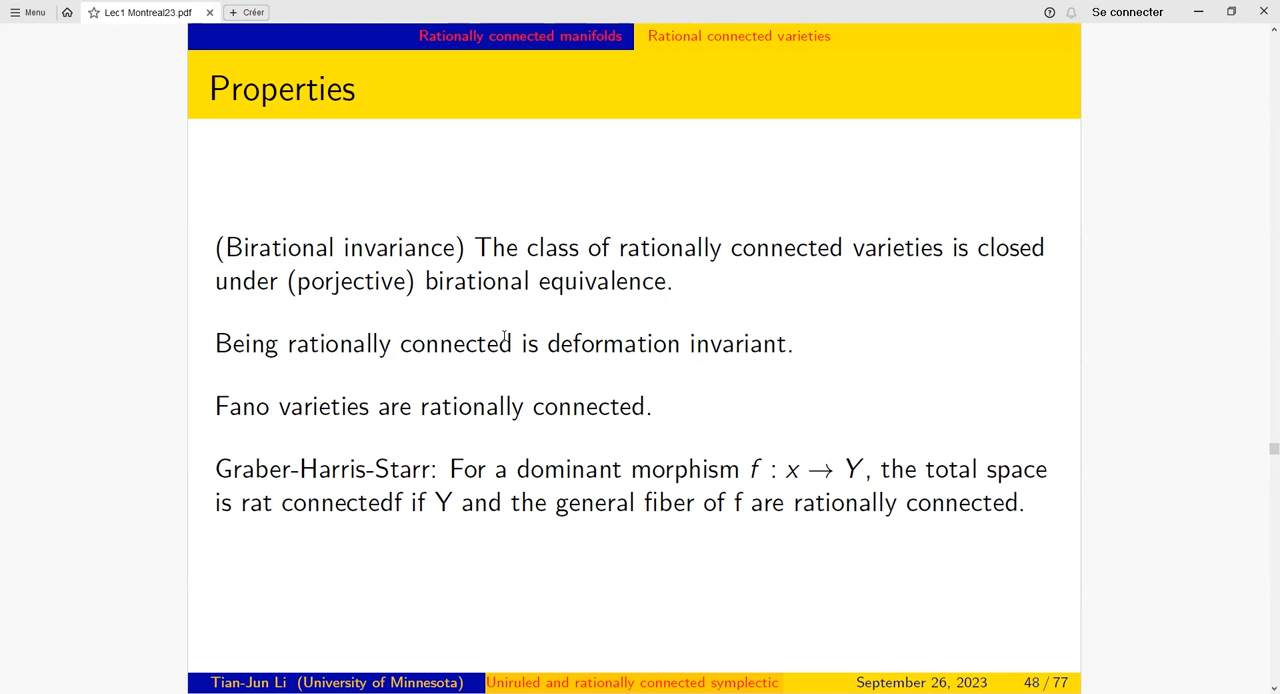 Menu
Lec1 Montreal23.pdf
×
+ Créer
Se connecter
Rationally connected manifolds
Rational connected varieties
Properties
(Birational invariance) The class of rationally connected varieties is closed
under (porjective) birational equivalence.
Being rationally connected is deformation invariant.
Fano varieties are rationally connected.
Graber-Harris-Starr: For a dominant morphism f : x → Y, the total space
is rat connectedf if Y and the general fiber of f are rationally connected.
Tian-Jun Li (University of Minnesota)
Uniruled and rationally connected symplectic
September 26, 2023
48 / 77